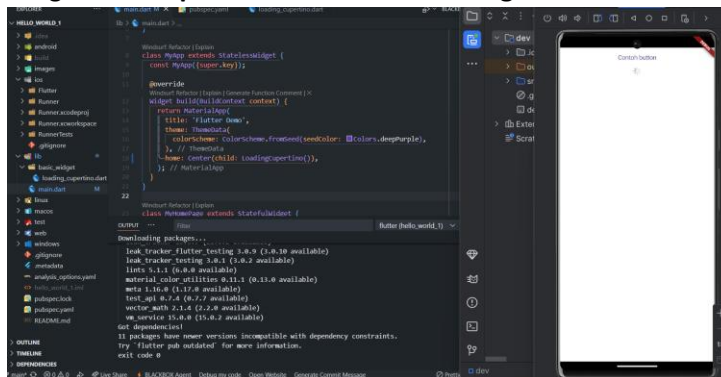 EXPLORER
HELLO_WORLD_1
.idea
android
build
images
ios
Flutter
Runner
Runner.xcodeproj
Runner.xcworkspace
RunnerTests
.gitignore
lib
basic_widget
loading_cupertino.dart
main.dart M
linux
macos
test
web
windows
.gitignore
.metadata
analysis_options.yaml
hello_world_1.iml
pubspec.lock
pubspec.yaml
README.md
OUTLINE
TIMELINE
DEPENDENCIES
main.dart M
pubspec.yaml
loading_cupertino.dart
lib > main.dart > ...
Windsurf: Refactor | Explain
class MyApp extends StatelessWidget {
const MyApp({super.key});
@override
Windsurf: Refactor | Explain | Generate Function Comment | X
Widget build(BuildContext context) {
return MaterialApp(
title: 'Flutter Demo',
theme: ThemeData(
colorScheme: ColorScheme.fromSeed(seedColor: Colors.deepPurple),
), // ThemeData
home: Center(child: LoadingCupertino()),
); // MaterialApp
}
}
22
Windsurf: Refactor | Explain
class MyHomePage extends StatefulWidget {
OUTPUT ... Filter flutter (hello_world_1)
Downloading packages...
leak_tracker_flutter_testing 3.0.9 (3.0.10 available)
leak_tracker_testing 3.0.1 (3.0.2 available)
lints 5.1.1 (6.0.0 available)
material_color_utilities 0.11.1 (0.13.0 available)
meta 1.16.0 (1.17.0 available)
test_api 0.7.4 (0.7.7 available)
vector_math 2.1.4 (2.2.0 available)
vm_service 15.0.0 (15.0.2 available)
Got dependencies!
11 packages have newer versions incompatible with dependency constraints.
Try `flutter pub outdated` for more information.
exit code 0
Live Share BLACKBOX Agent Debug my code Open Website Generate Commit Message
dev
Exter
Scrat
dev
Contoh button